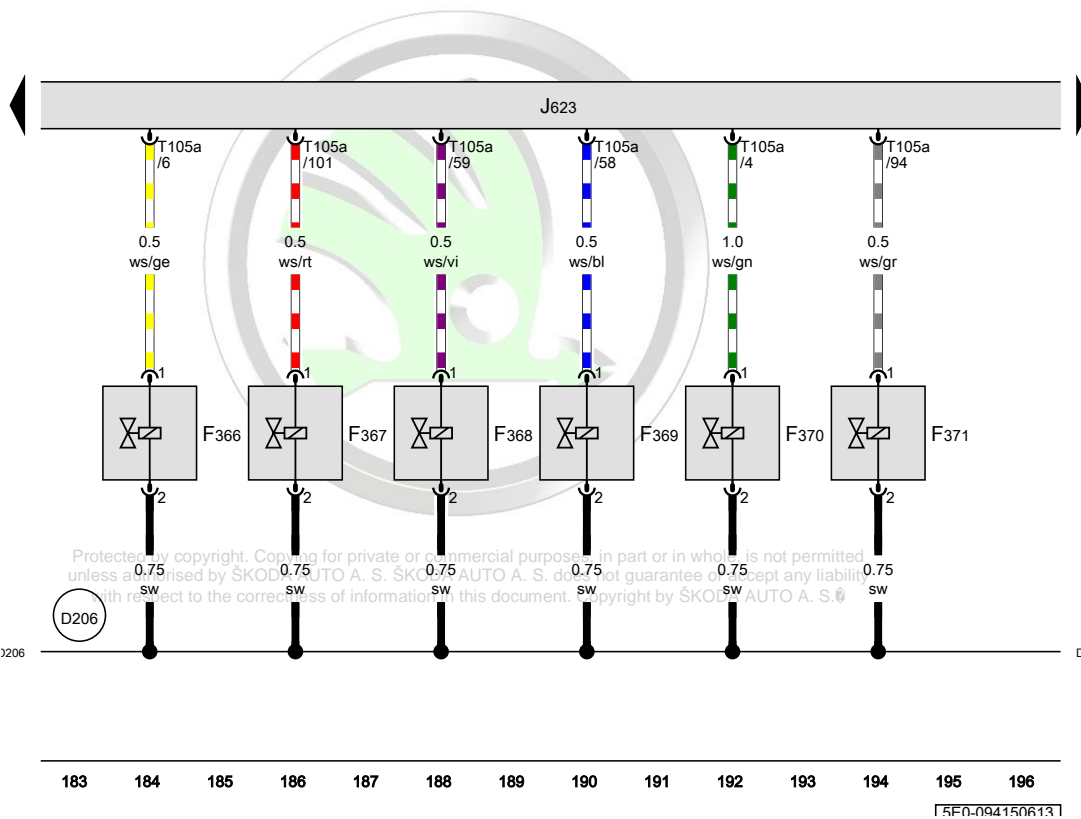 J623
T105a T105a T105a T105a T105a T105a
/6 /101 /59 /58 /4 /94
0.5 0.5 0.5 0.5 1.0 0.5
ws/ge ws/rt ws/vi ws/bl ws/gn ws/gr
1 1 1 1 1 1
F366 F367 F368 F369 F370 F371
2 2 2 2 2 2
Protected by copyright. Copying for private or commercial purposes, in part or in whole, is not permitted
unless authorised by ŠKODA AUTO A. S. ŠKODA AUTO A. S. does not guarantee or accept any liability
with respect to the correctness of information in this document. Copyright by ŠKODA AUTO A. S.
0.75 0.75 0.75 0.75 0.75 0.75
sw sw sw sw sw sw
D206
D206
183 184 185 186 187 188 189 190 191 192 193 194 195 196
5E0-094150613